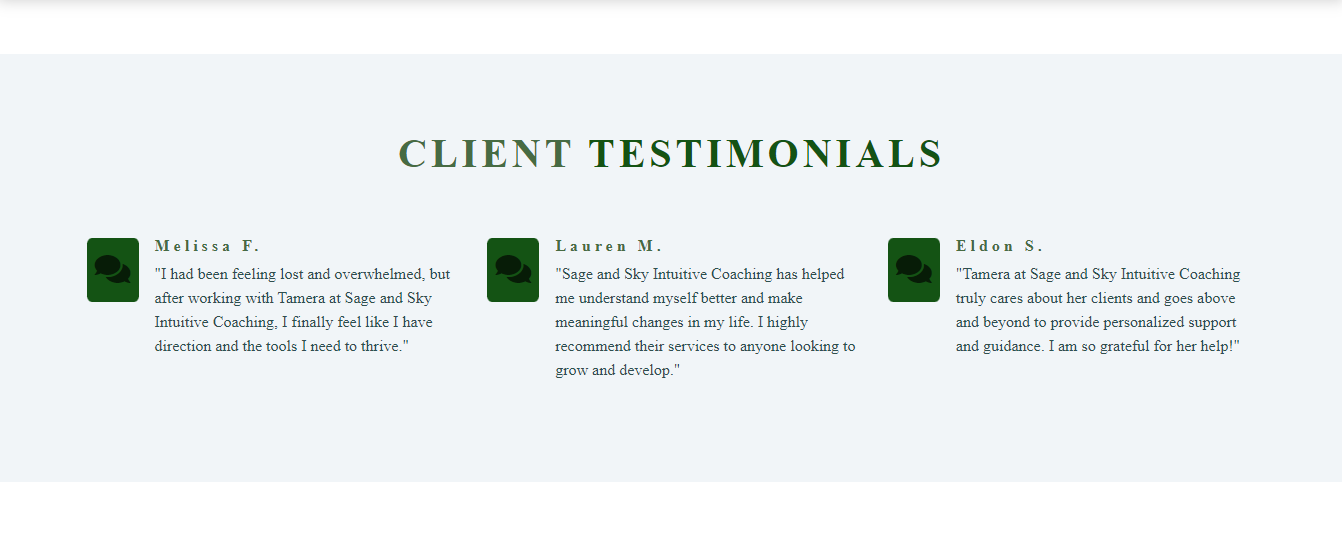 CLIENT TESTIMONIALS
Melissa F.
"I had been feeling lost and overwhelmed, but
after working with Tamera at Sage and Sky
Intuitive Coaching, I finally feel like I have
direction and the tools I need to thrive."
Lauren M.
"Sage and Sky Intuitive Coaching has helped
me understand myself better and make
meaningful changes in my life. I highly
recommend their services to anyone looking to
grow and develop."
Eldon S.
"Tamera at Sage and Sky Intuitive Coaching
truly cares about her clients and goes above
and beyond to provide personalized support
and guidance. I am so grateful for her help!"